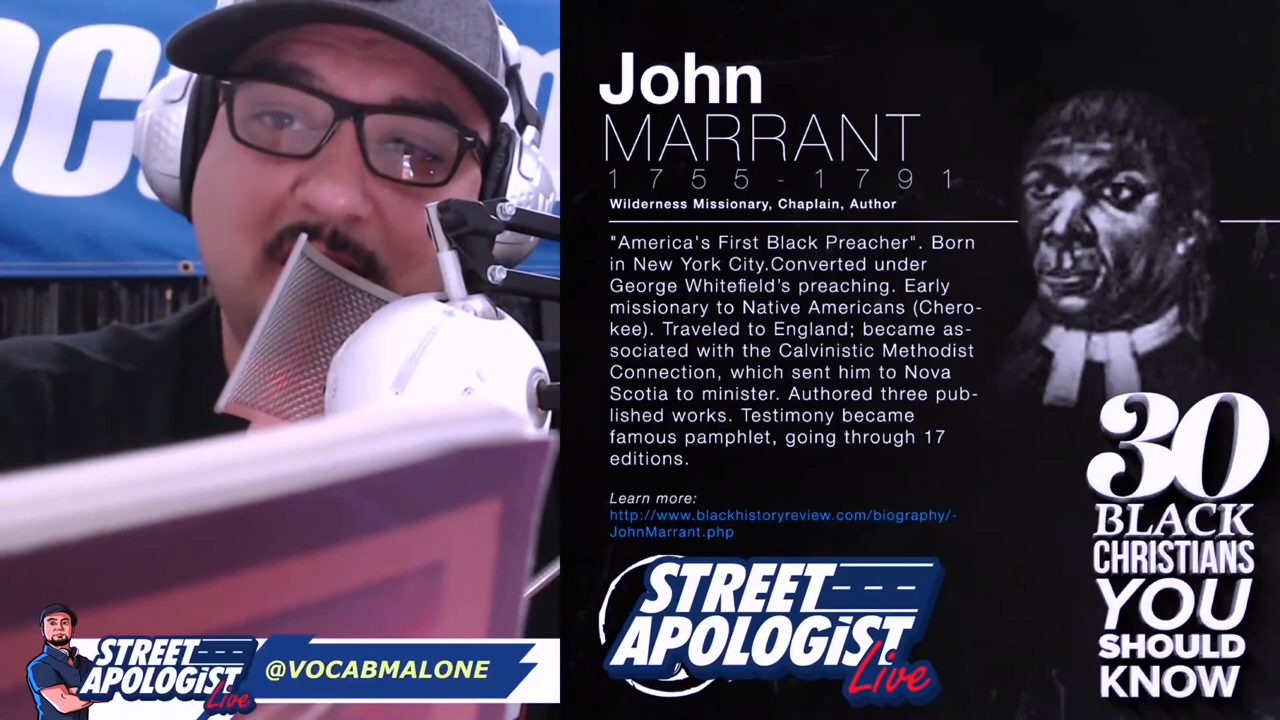 John
MARRANT
1755-1791
Wilderness Missionary, Chaplain, Author
"America's First Black Preacher". Born
in New York City.Converted under
George Whitefield's preaching. Early
missionary to Native Americans (Chero-
kee). Traveled to England; became as-
sociated with the Calvinistic Methodist
Connection, which sent him to Nova
Scotia to minister. Authored three pub-
lished works. Testimony became
famous pamphlet, going through 17
editions.
Learn more:
http://www.blackhistoryreview.com/biography/-
JohnMarrant.php
STREET
APOLOGiST
Live
30
BLACK
CHRISTIANS
YOU
SHOULD
KNOW
STREET
APOLOGiST
Live
@VOCABMALONE